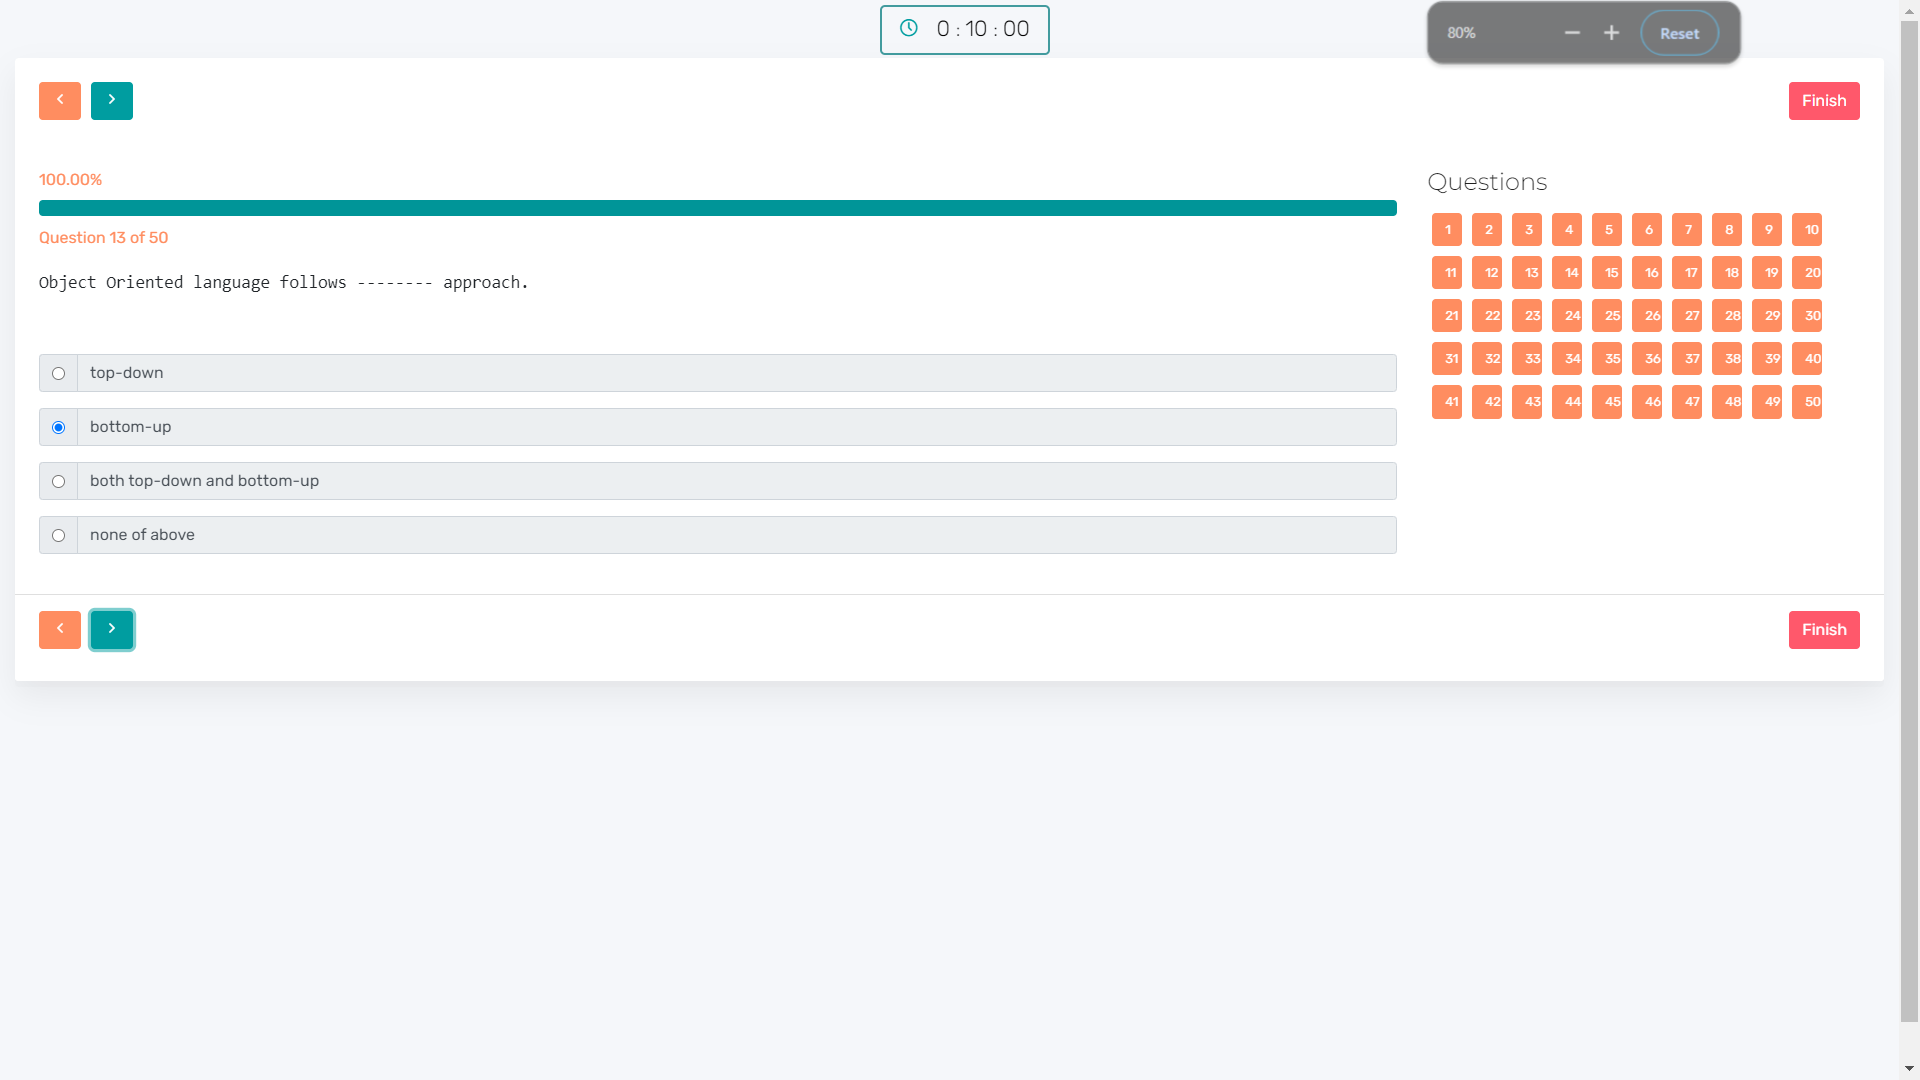 0 : 10 : 00
80%
Reset
Finish
100.00%
Question 13 of 50
Object Oriented language follows -------- approach.
top-down
bottom-up
both top-down and bottom-up
none of above
Questions
1 2 3 4 5 6 7 8 9 10
11 12 13 14 15 16 17 18 19 20
21 22 23 24 25 26 27 28 29 30
31 32 33 34 35 36 37 38 39 40
41 42 43 44 45 46 47 48 49 50
Finish